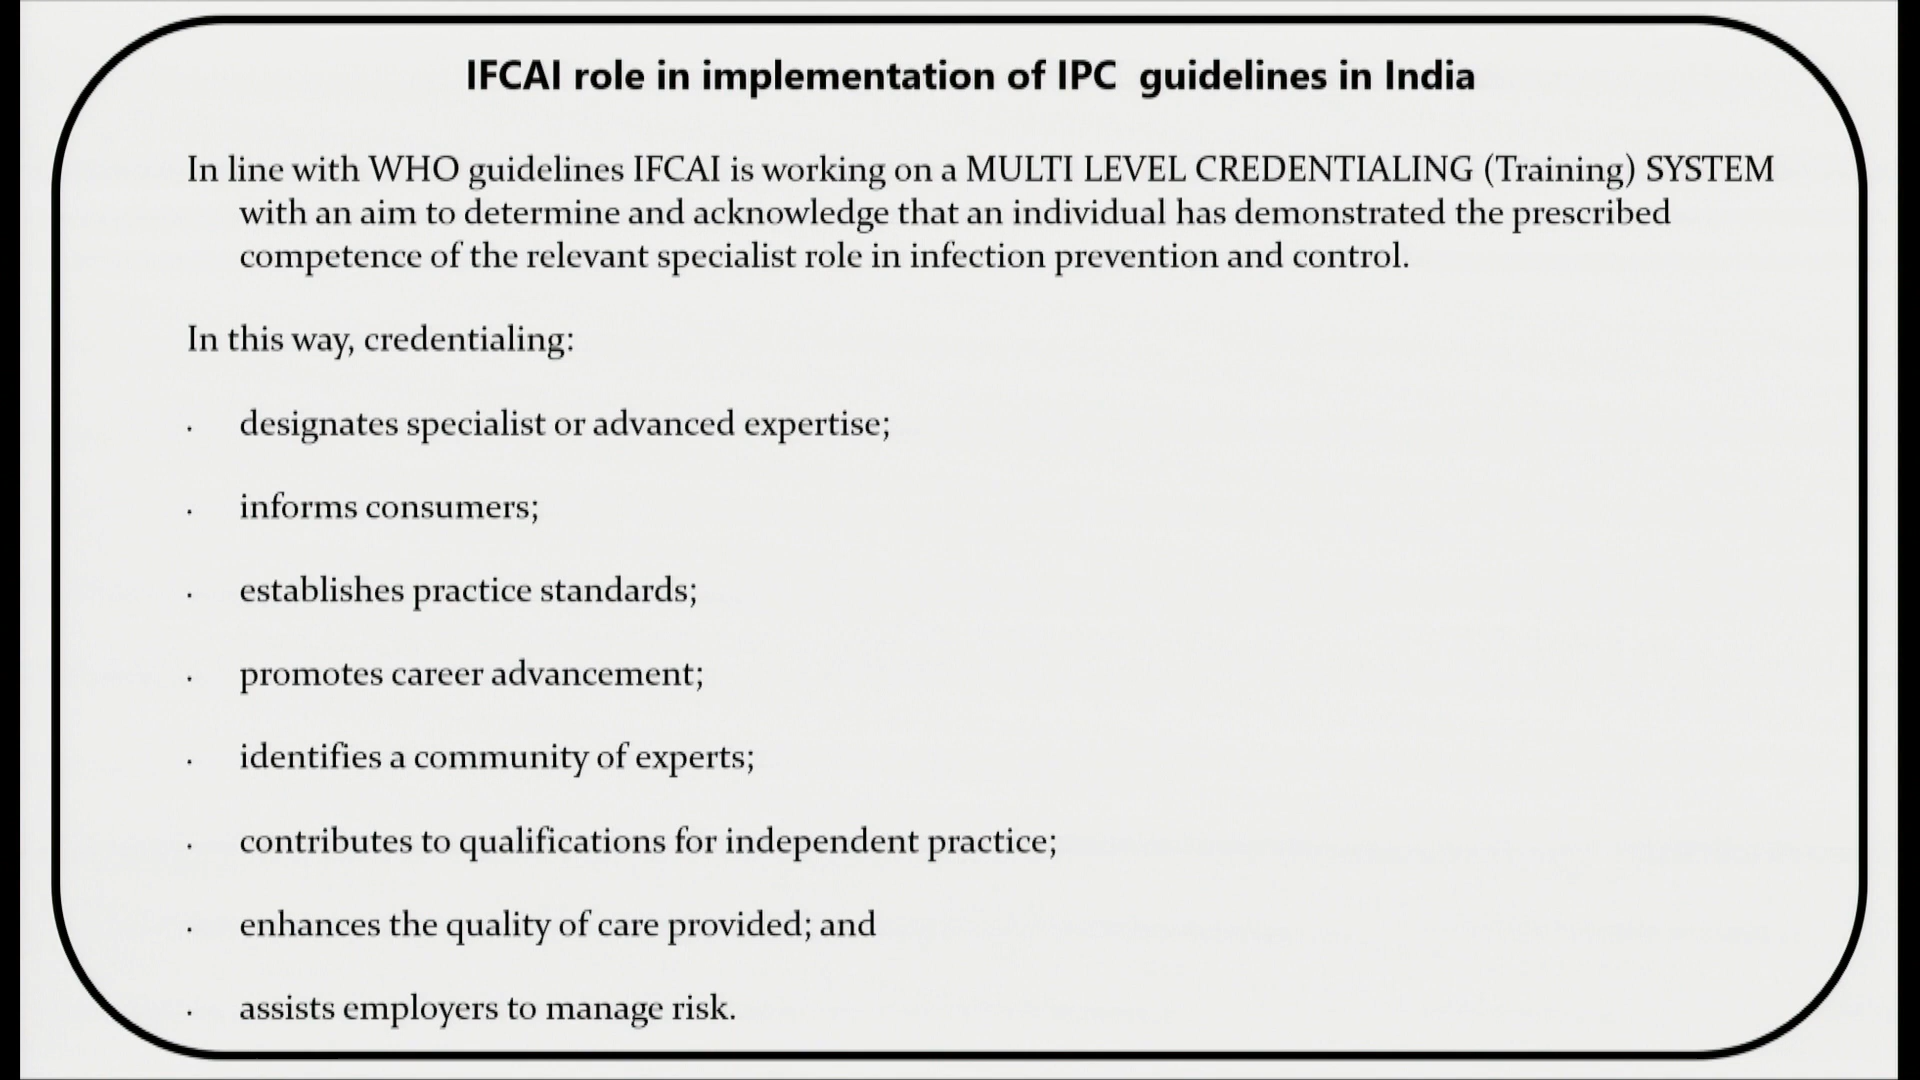 IFCAI role in implementation of IPC guidelines in India
In line with WHO guidelines IFCAI is working on a MULTI LEVEL CREDENTIALING (Training) SYSTEM
with an aim to determine and acknowledge that an individual has demonstrated the prescribed
competence of the relevant specialist role in infection prevention and control.
In this way, credentialing:
· designates specialist or advanced expertise;
· informs consumers;
· establishes practice standards;
· promotes career advancement;
· identifies a community of experts;
· contributes to qualifications for independent practice;
· enhances the quality of care provided; and
· assists employers to manage risk.